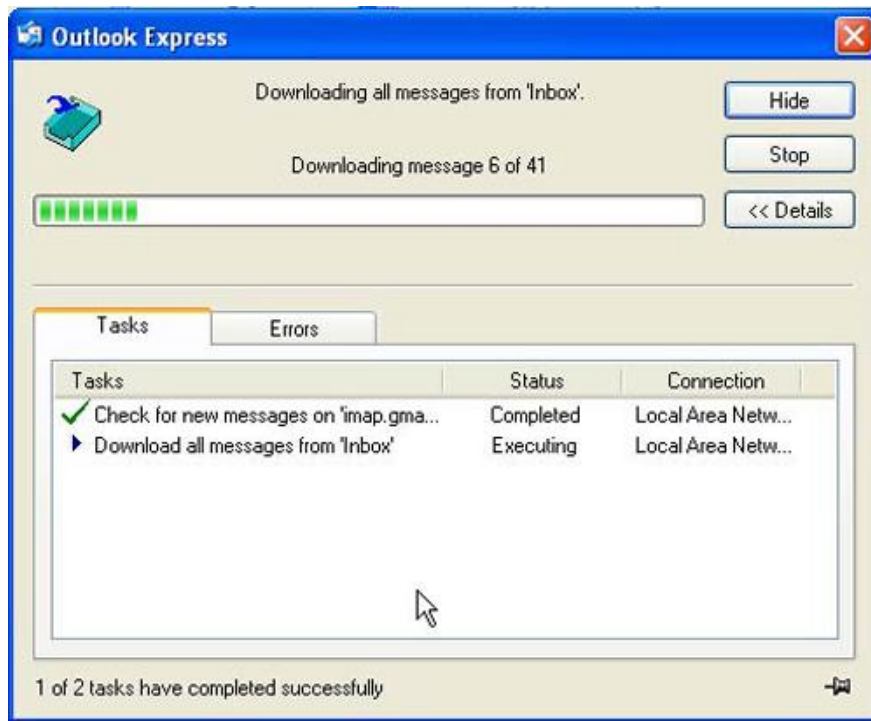 Outlook Express
Downloading all messages from 'Inbox'.
Hide
Downloading message 6 of 41
Stop
<< Details
Tasks Errors
Tasks Status Connection
Check for new messages on 'imap.gma... Completed Local Area Netw...
Download all messages from 'Inbox' Executing Local Area Netw...
1 of 2 tasks have completed successfully